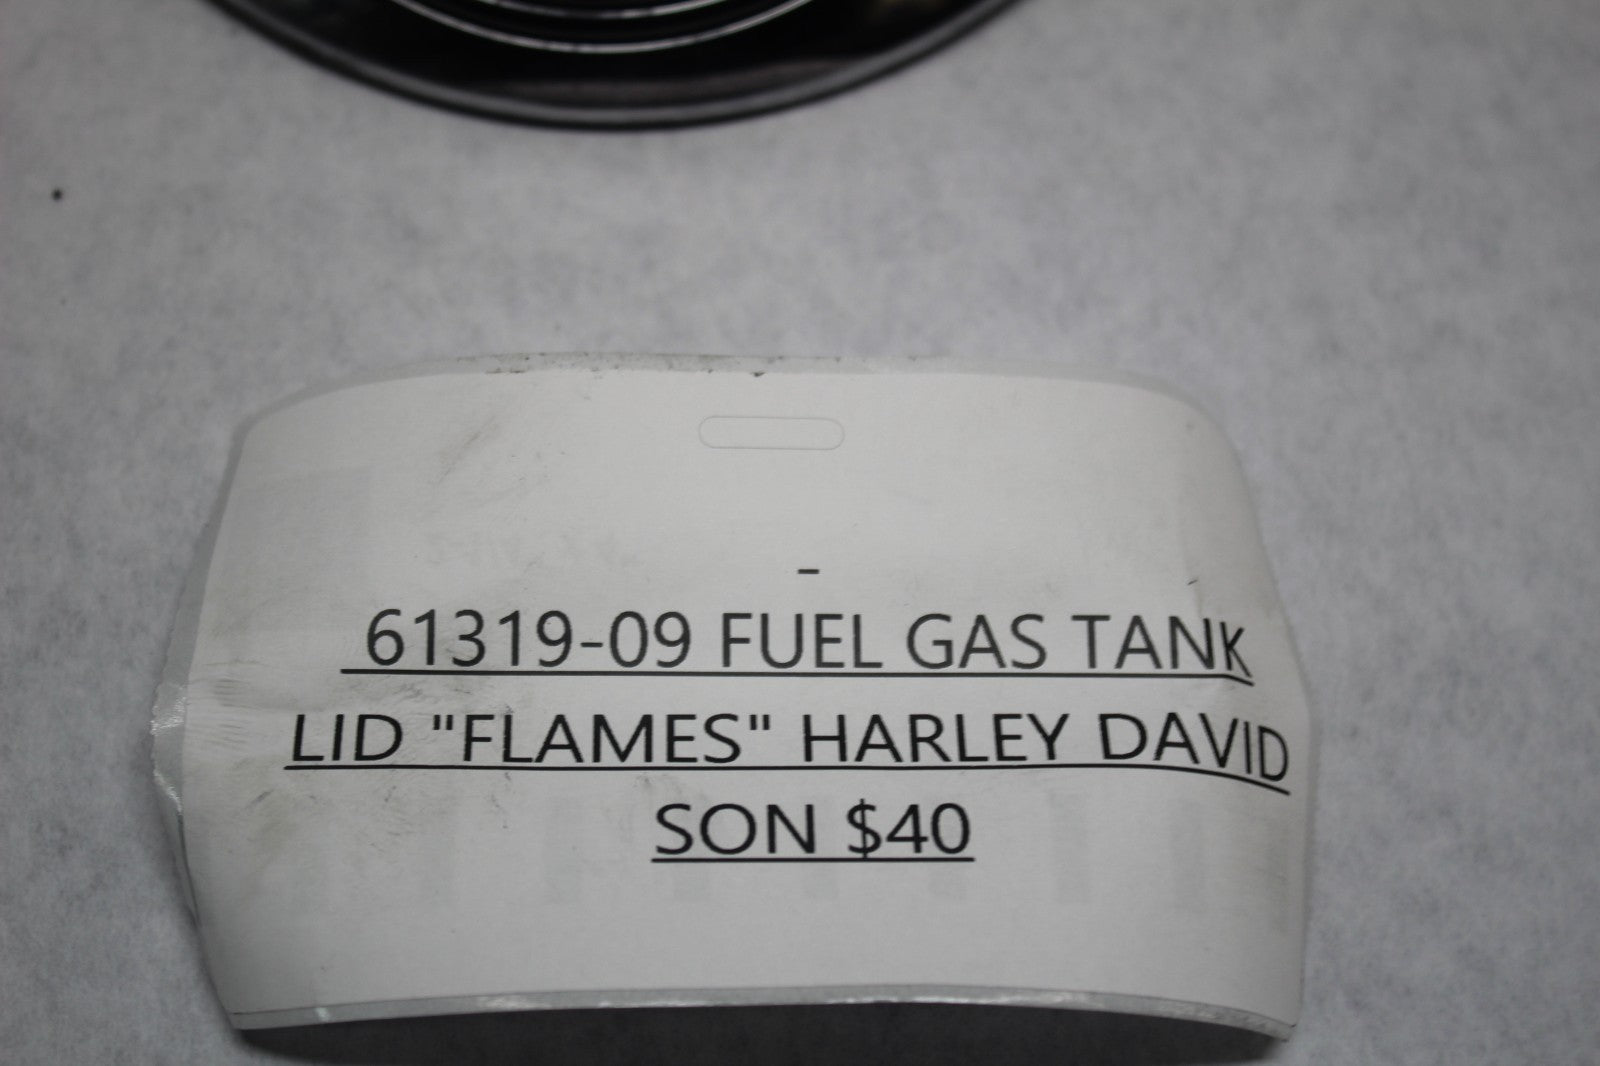 -
61319-09 FUEL GAS TANK
LID "FLAMES" HARLEY DAVID
SON $40